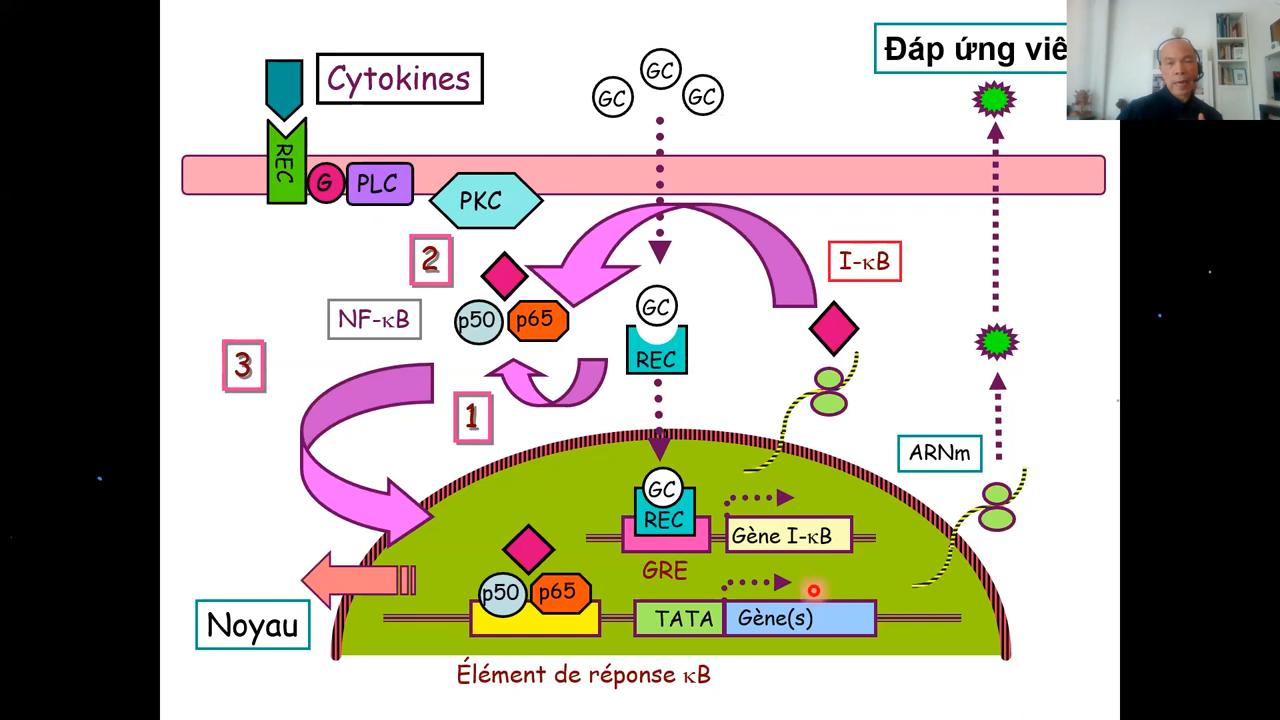 Cytokines
GC
GC
GC
Đáp ứng viê
REC
G
PLC
PKC
2
I-κB
NF-κB
p50
p65
GC
REC
3
1
ARNm
GC
REC
Gène I-κB
GRE
p50
p65
TATA
Gène(s)
Noyau
Élément de réponse κB